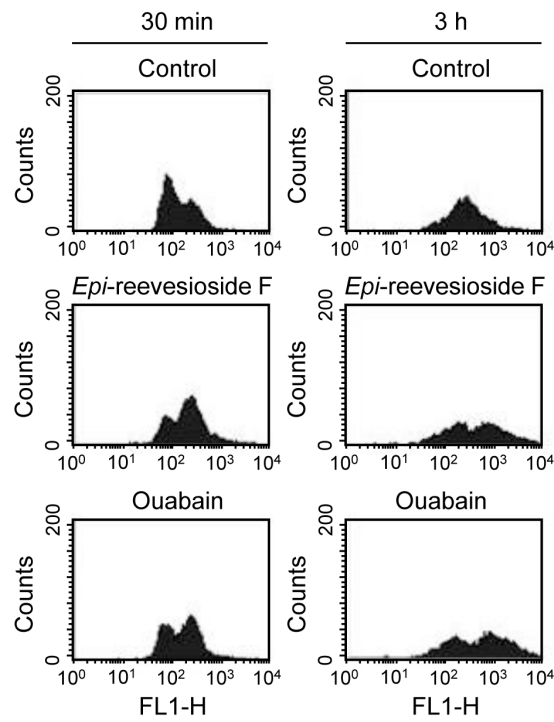 30 min 3 h
Control Control
200 200
Counts Counts
0 0
10⁰ 10¹ 10² 10³ 10⁴ 10⁰ 10¹ 10² 10³ 10⁴
Epi-reevesioside F Epi-reevesioside F
200 200
Counts Counts
0 0
10⁰ 10¹ 10² 10³ 10⁴ 10⁰ 10¹ 10² 10³ 10⁴
Ouabain Ouabain
200 200
Counts Counts
0 0
10⁰ 10¹ 10² 10³ 10⁴ 10⁰ 10¹ 10² 10³ 10⁴
FL1-H FL1-H